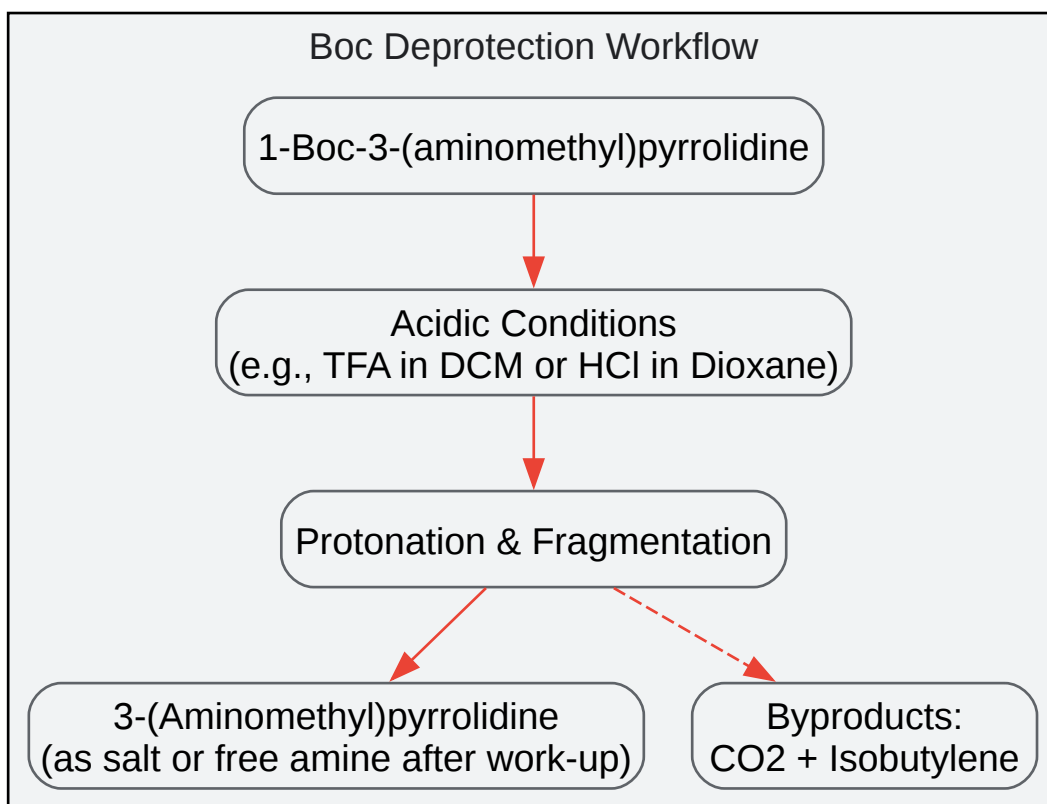 Boc Deprotection Workflow
1-Boc-3-(aminomethyl)pyrrolidine
Acidic Conditions
(e.g., TFA in DCM or HCl in Dioxane)
Protonation & Fragmentation
3-(Aminomethyl)pyrrolidine
(as salt or free amine after work-up)
Byproducts:
CO2 + Isobutylene